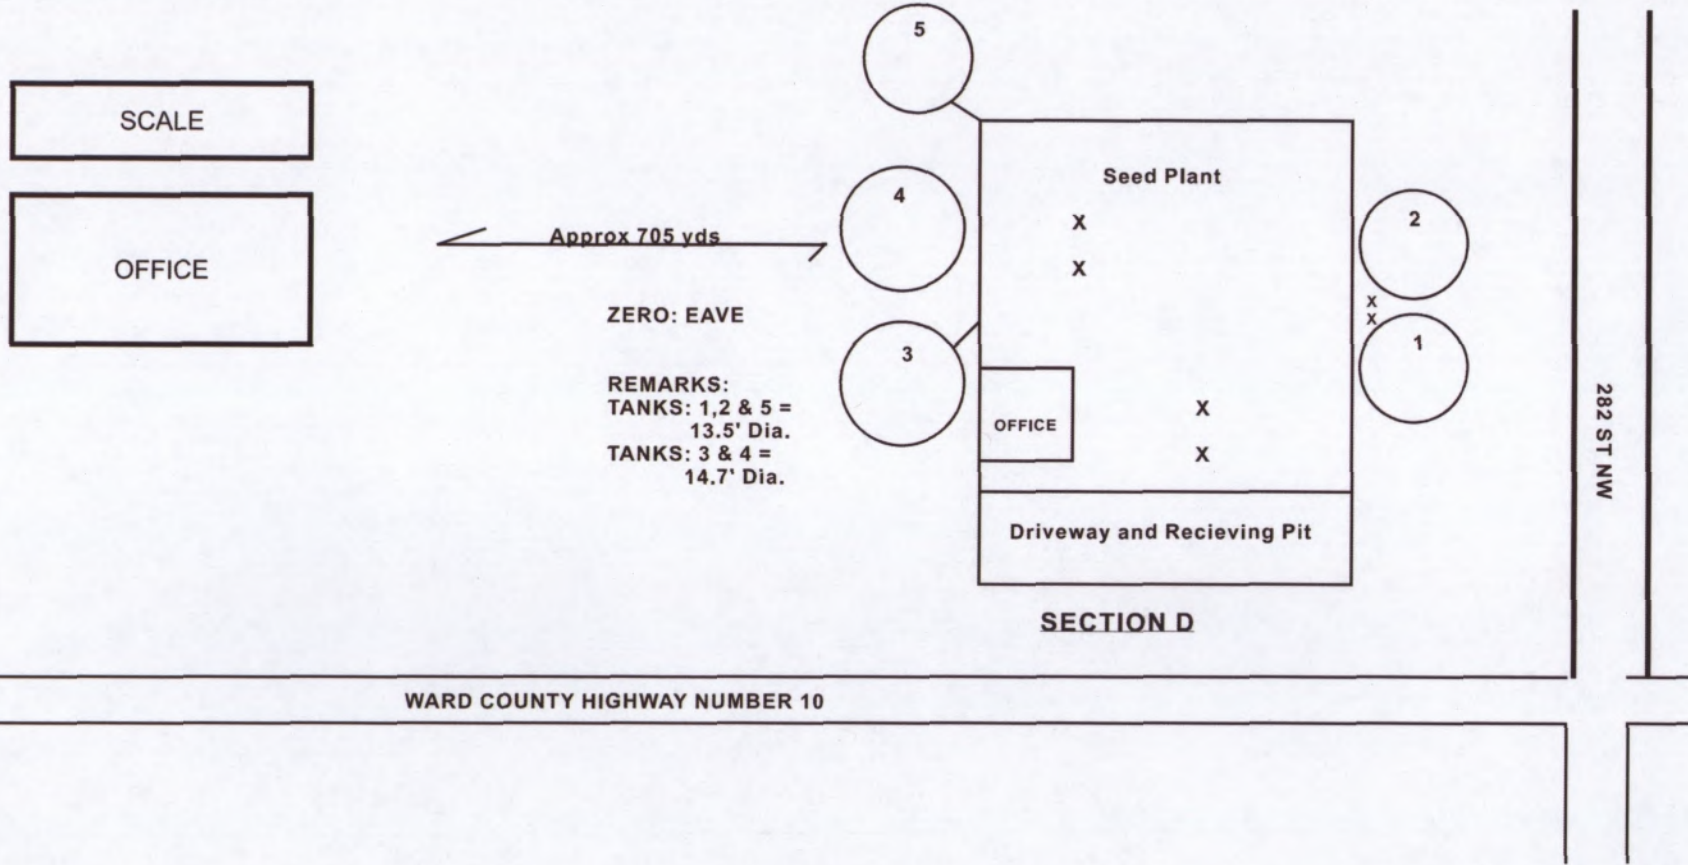 5
SCALE
Seed Plant
4
X
2
Approx 705 yds
OFFICE
X
X
ZERO: EAVE
X
3
1
REMARKS:
TANKS: 1,2 & 5 =
13.5' Dia.
TANKS: 3 & 4 =
14.7' Dia.
X
OFFICE
X
282 ST NW
Driveway and Recieving Pit
SECTION D
WARD COUNTY HIGHWAY NUMBER 10